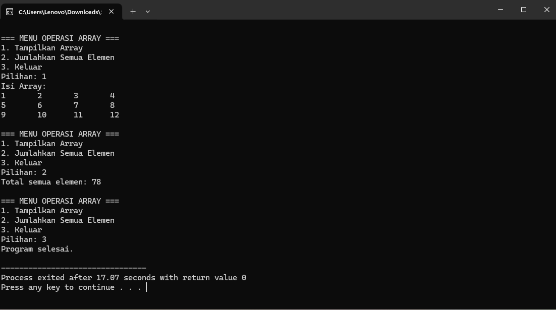 C:\Users\Lenovo\Downloads\
=== MENU OPERASI ARRAY ===
1. Tampilkan Array
2. Jumlahkan Semua Elemen
3. Keluar
Pilihan: 1
Isi Array:
1 2 3 4
5 6 7 8
9 10 11 12
=== MENU OPERASI ARRAY ===
1. Tampilkan Array
2. Jumlahkan Semua Elemen
3. Keluar
Pilihan: 2
Total semua elemen: 78
=== MENU OPERASI ARRAY ===
1. Tampilkan Array
2. Jumlahkan Semua Elemen
3. Keluar
Pilihan: 3
Program selesai.
--------------------------------
Process exited after 17.07 seconds with return value 0
Press any key to continue . . .